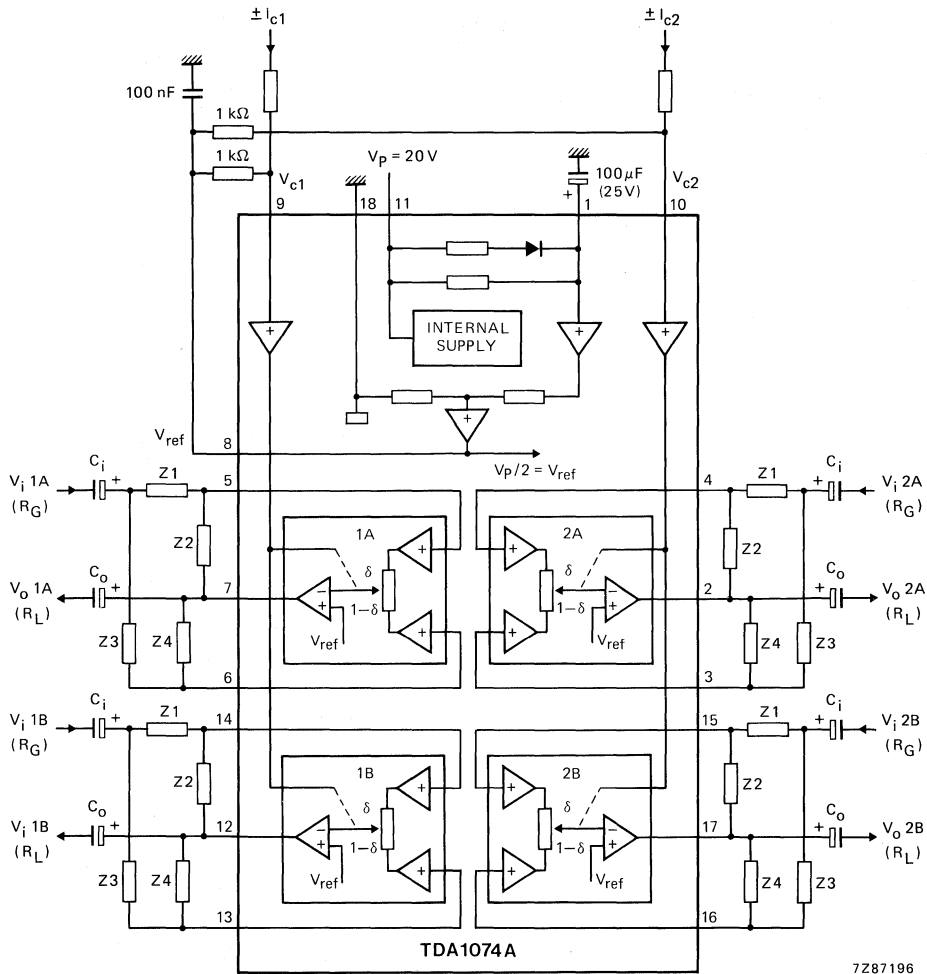 ± Ic1
± Ic2
100 nF
1 kΩ
1 kΩ
Vc1
VP = 20 V
100 µF
(25V)
+
Vc2
9
18
11
1
10
+
INTERNAL
SUPPLY
+
+
+
Vref
8
VP/2 = Vref
Vi 1A
(RG)
Ci
+
Z1
5
4
Z1
+
Ci
Vi 2A
(RG)
Z2
1A
+
δ
2A
+
δ
Z2
Vo 1A
(RL)
Co
+
7
−
+
1−δ
Vref
+
1−δ
−
+
Vref
+
2
+
Co
Vo 2A
(RL)
Z3
Z4
6
3
Z4
Z3
Vi 1B
(RG)
Ci
+
Z1
14
15
Z1
+
Ci
Vi 2B
(RG)
Z2
1B
+
δ
2B
+
δ
Z2
Vi 1B
(RL)
Co
+
12
−
+
1−δ
Vref
+
1−δ
−
+
Vref
+
17
+
Co
Vo 2B
(RL)
Z3
Z4
13
16
Z4
Z3
TDA1074A
7Z87196